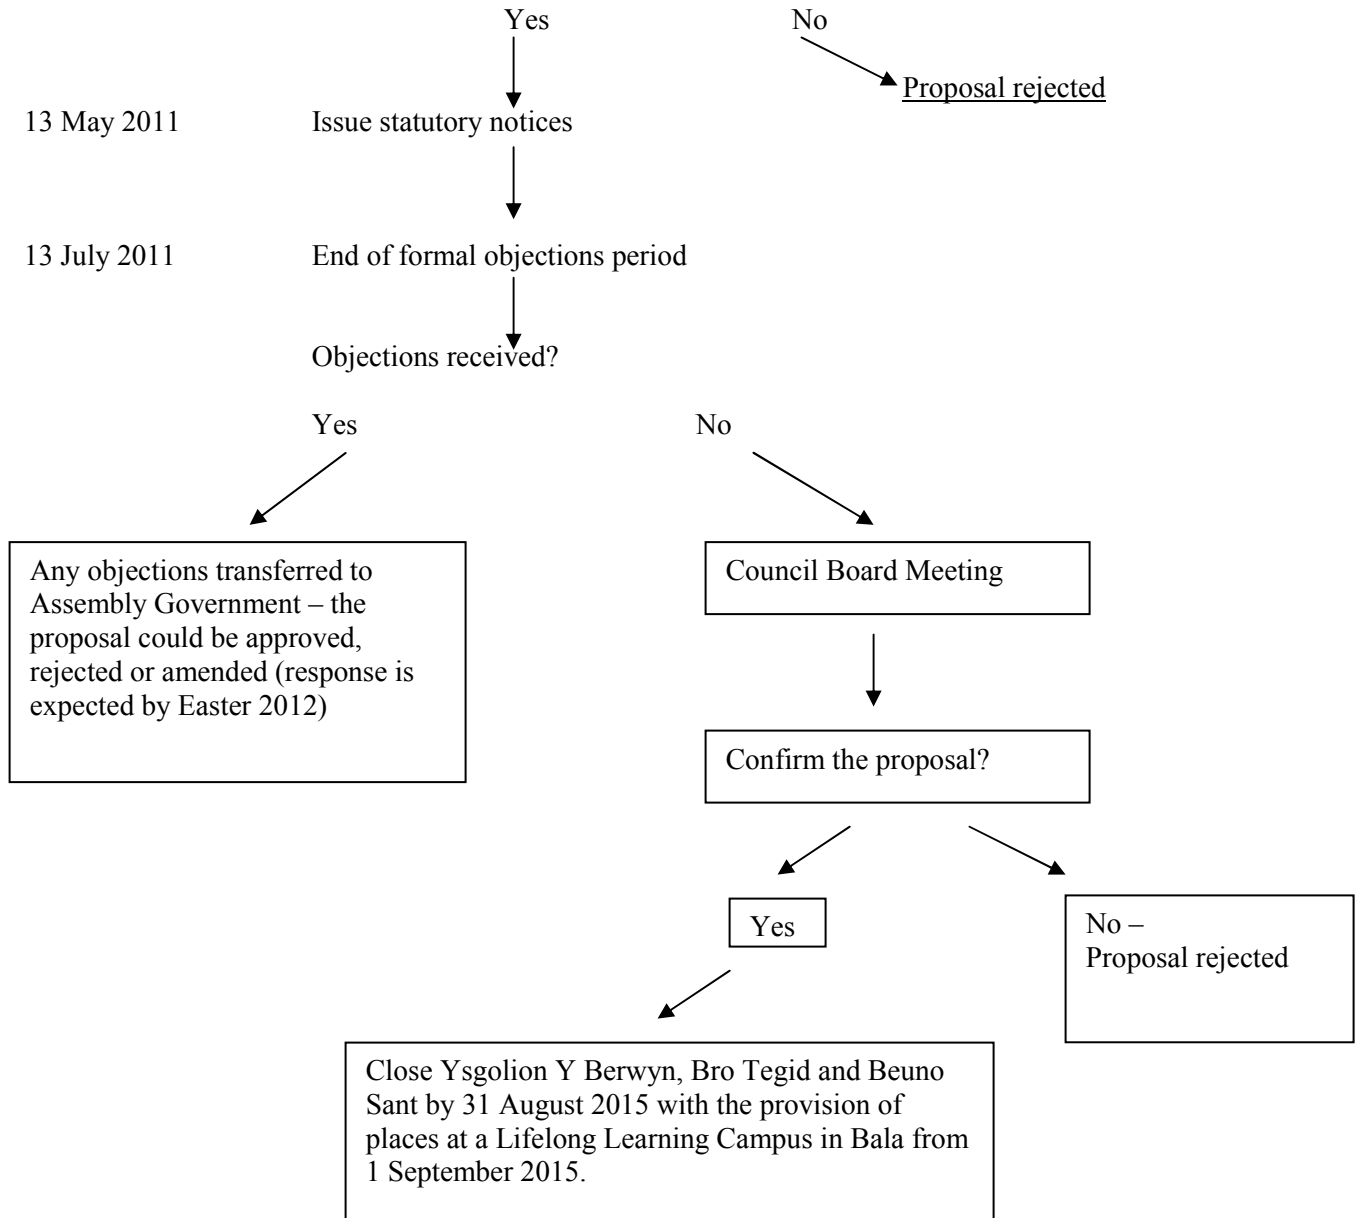 Yes
No
Proposal rejected
13 May 2011
Issue statutory notices
13 July 2011
End of formal objections period
Objections received?
Yes
No
Any objections transferred to
Assembly Government – the
proposal could be approved,
rejected or amended (response is
expected by Easter 2012)
Council Board Meeting
Confirm the proposal?
Yes
No –
Proposal rejected
Close Ysgolion Y Berwyn, Bro Tegid and Beuno
Sant by 31 August 2015 with the provision of
places at a Lifelong Learning Campus in Bala from
1 September 2015.